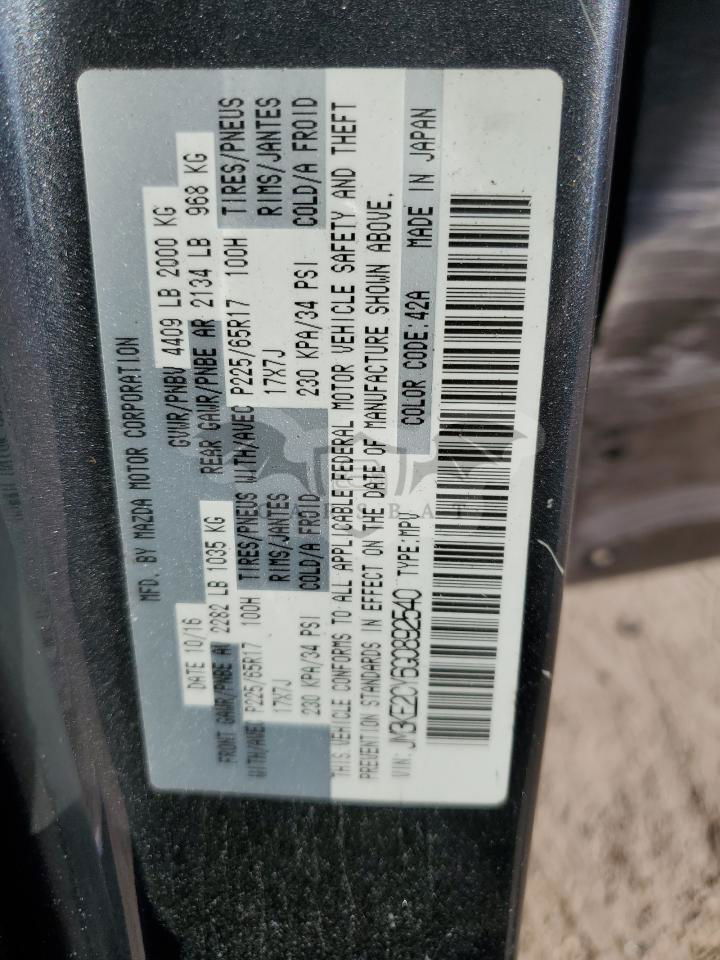 MFD. BY MAZDA MOTOR CORPORATION
DATE 10/16 GVWR/PNBV 4409 LB 2000 KG
FRONT GAWR/PNBE AV 2282 LB 1035 KG REAR GAWR/PNBE AR 2134 LB 968 KG
WITH/AVEC P225/65R17 100H TIRES/PNEUS WITH/AVEC P225/65R17 100H TIRES/PNEUS
17X7J RIMS/JANTES 17X7J RIMS/JANTES
230 KPA/34 PSI COLD/A FROID 230 KPA/34 PSI COLD/A FROID
THIS VEHICLE CONFORMS TO ALL APPLICABLE FEDERAL MOTOR VEHICLE SAFETY AND THEFT
PREVENTION STANDARDS IN EFFECT ON THE DATE OF MANUFACTURE SHOWN ABOVE.
VIN: JM3KE2CY6G0892540 TYPE:MPV COLOR CODE:42A MADE IN JAPAN
CARSBAT